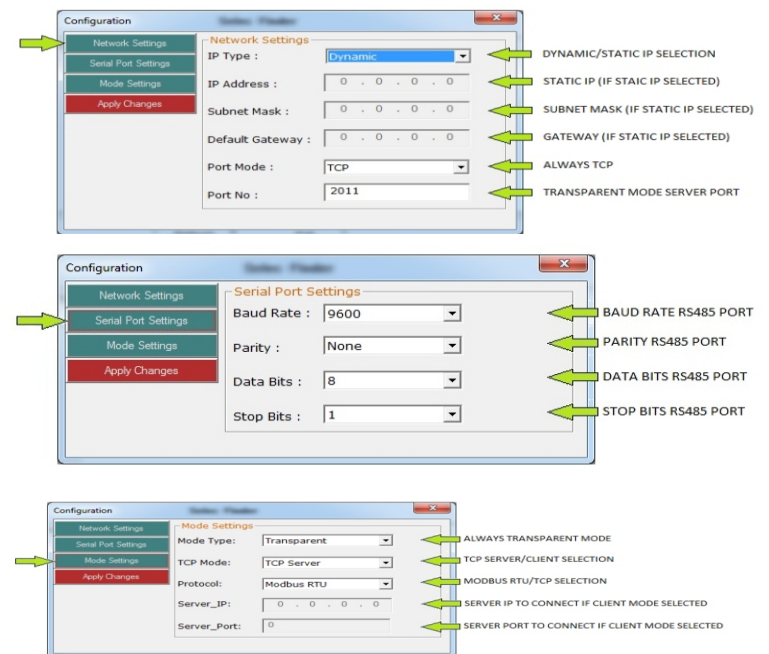 Configuration
Network Settings
Serial Port Settings
Mode Settings
Apply Changes
Network Settings
IP Type : Dynamic DYNAMIC/STATIC IP SELECTION
IP Address : 0 . 0 . 0 . 0 STATIC IP (IF STAIC IP SELECTED)
Subnet Mask : 0 . 0 . 0 . 0 SUBNET MASK (IF STATIC IP SELECTED)
Default Gateway : 0 . 0 . 0 . 0 GATEWAY (IF STATIC IP SELECTED)
Port Mode : TCP ALWAYS TCP
Port No : 2011 TRANSPARENT MODE SERVER PORT
Configuration
Network Settings
Serial Port Settings
Mode Settings
Apply Changes
Serial Port Settings
Baud Rate : 9600 BAUD RATE RS485 PORT
Parity : None PARITY RS485 PORT
Data Bits : 8 DATA BITS RS485 PORT
Stop Bits : 1 STOP BITS RS485 PORT
Configuration
Network Settings
Serial Port Settings
Mode Settings
Apply Changes
Mode Settings
Mode Type: Transparent ALWAYS TRANSPARENT MODE
TCP Mode: TCP Server TCP SERVER/CLIENT SELECTION
Protocol: Modbus RTU MODBUS RTU/TCP SELECTION
Server_IP: 0 . 0 . 0 . 0 SERVER IP TO CONNECT IF CLIENT MODE SELECTED
Server_Port: 0 SERVER PORT TO CONNECT IF CLIENT MODE SELECTED